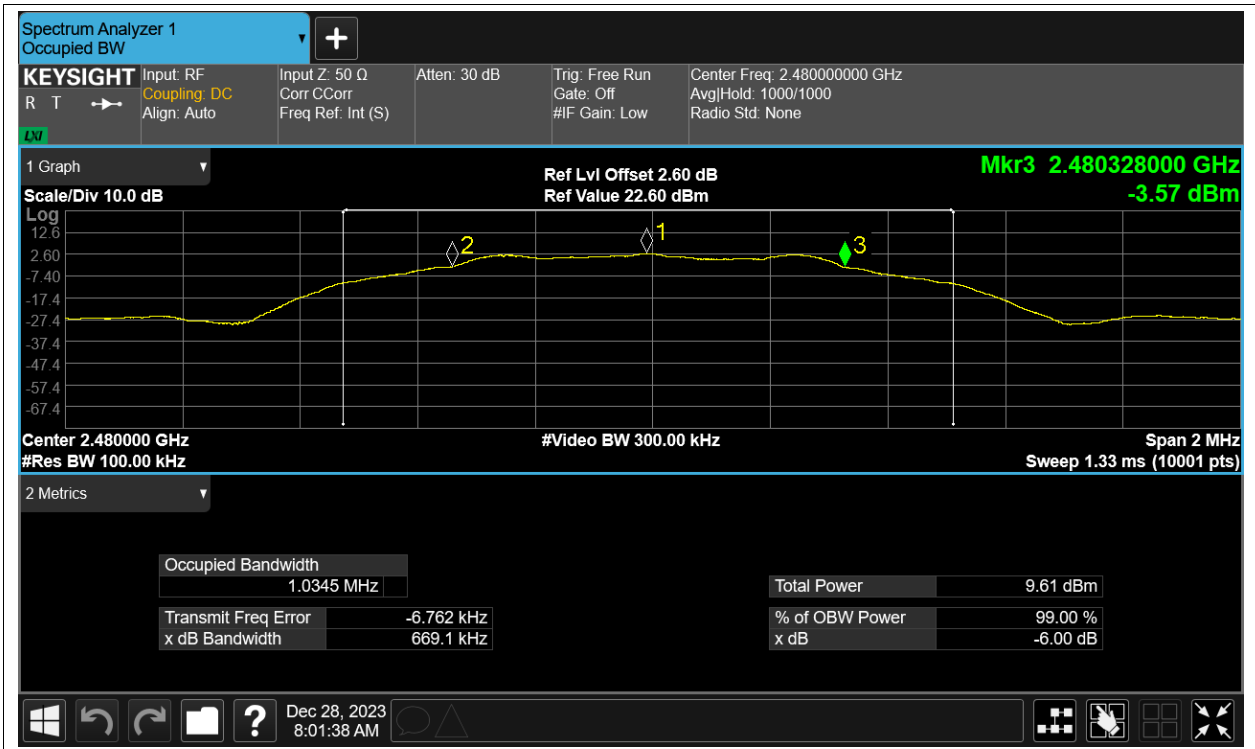 Spectrum Analyzer 1
Occupied BW
KEYSIGHT
R T
LXI
Input: RF
Coupling: DC
Align: Auto
Input Z: 50 Ω
Corr CCorr
Freq Ref: Int (S)
Atten: 30 dB
Trig: Free Run
Gate: Off
#IF Gain: Low
Center Freq: 2.480000000 GHz
Avg|Hold: 1000/1000
Radio Std: None
1 Graph
Scale/Div 10.0 dB
Ref Lvl Offset 2.60 dB
Ref Value 22.60 dBm
Mkr3 2.480328000 GHz
-3.57 dBm
Log
12.6
2.60
-7.40
-17.4
-27.4
-37.4
-47.4
-57.4
-67.4
2
1
3
Center 2.480000 GHz
#Res BW 100.00 kHz
#Video BW 300.00 kHz
Span 2 MHz
Sweep 1.33 ms (10001 pts)
2 Metrics
Occupied Bandwidth
1.0345 MHz
Transmit Freq Error -6.762 kHz
x dB Bandwidth 669.1 kHz
Total Power 9.61 dBm
% of OBW Power 99.00 %
x dB -6.00 dB
Dec 28, 2023
8:01:38 AM